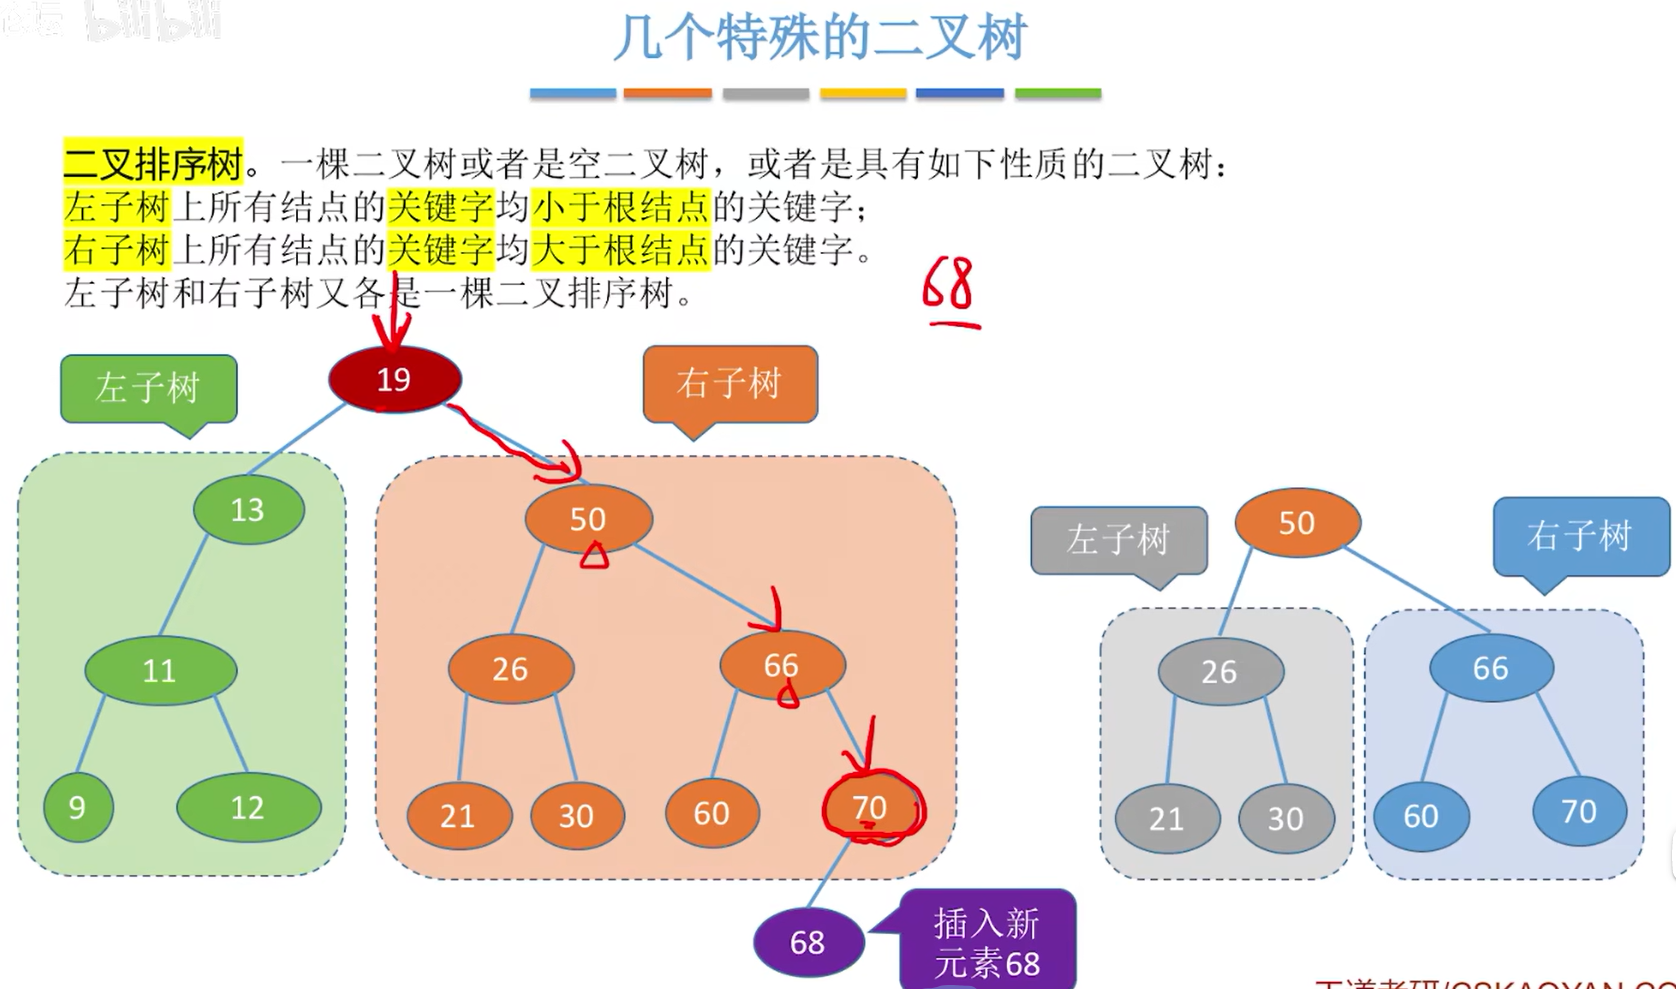 bilibili
几个特殊的二叉树
二叉排序树。一棵二叉树或者是空二叉树，或者是具有如下性质的二叉树：
左子树上所有结点的关键字均小于根结点的关键字；
右子树上所有结点的关键字均大于根结点的关键字。
左子树和右子树又各是一棵二叉排序树。
68
左子树
19
右子树
13
50
左子树
50
右子树
11
26
66
26
66
9
12
21
30
60
70
21
30
60
70
68
插入新
元素68